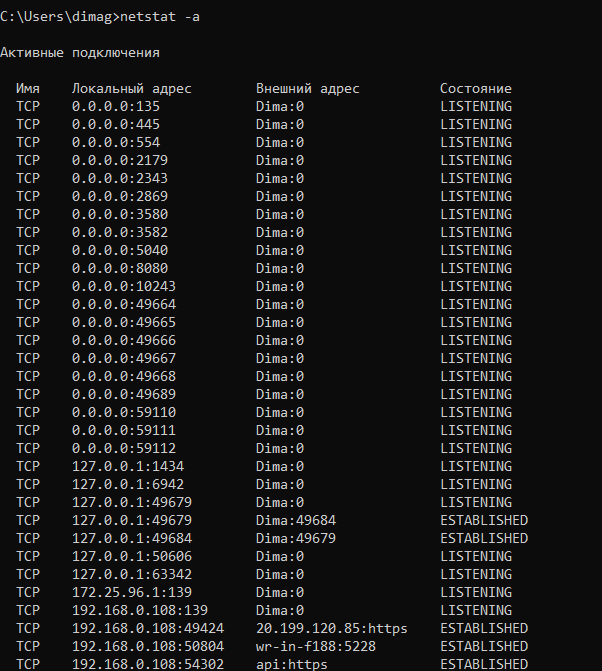 C:\Users\dimag>netstat -a
Активные подключения
Имя Локальный адрес Внешний адрес Состояние
TCP 0.0.0.0:135 Dima:0 LISTENING
TCP 0.0.0.0:445 Dima:0 LISTENING
TCP 0.0.0.0:554 Dima:0 LISTENING
TCP 0.0.0.0:2179 Dima:0 LISTENING
TCP 0.0.0.0:2343 Dima:0 LISTENING
TCP 0.0.0.0:2869 Dima:0 LISTENING
TCP 0.0.0.0:3580 Dima:0 LISTENING
TCP 0.0.0.0:3582 Dima:0 LISTENING
TCP 0.0.0.0:5040 Dima:0 LISTENING
TCP 0.0.0.0:8080 Dima:0 LISTENING
TCP 0.0.0.0:10243 Dima:0 LISTENING
TCP 0.0.0.0:49664 Dima:0 LISTENING
TCP 0.0.0.0:49665 Dima:0 LISTENING
TCP 0.0.0.0:49666 Dima:0 LISTENING
TCP 0.0.0.0:49667 Dima:0 LISTENING
TCP 0.0.0.0:49668 Dima:0 LISTENING
TCP 0.0.0.0:49689 Dima:0 LISTENING
TCP 0.0.0.0:59110 Dima:0 LISTENING
TCP 0.0.0.0:59111 Dima:0 LISTENING
TCP 0.0.0.0:59112 Dima:0 LISTENING
TCP 127.0.0.1:1434 Dima:0 LISTENING
TCP 127.0.0.1:6942 Dima:0 LISTENING
TCP 127.0.0.1:49679 Dima:0 LISTENING
TCP 127.0.0.1:49679 Dima:49684 ESTABLISHED
TCP 127.0.0.1:49684 Dima:49679 ESTABLISHED
TCP 127.0.0.1:50606 Dima:0 LISTENING
TCP 127.0.0.1:63342 Dima:0 LISTENING
TCP 172.25.96.1:139 Dima:0 LISTENING
TCP 192.168.0.108:139 Dima:0 LISTENING
TCP 192.168.0.108:49424 20.199.120.85:https ESTABLISHED
TCP 192.168.0.108:50804 wr-in-f188:5228 ESTABLISHED
TCP 192.168.0.108:54302 api:https ESTABLISHED